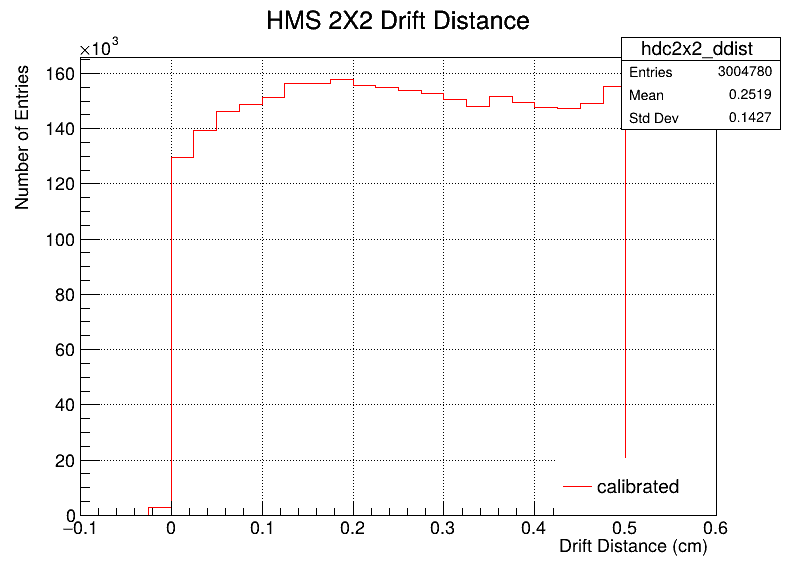 HMS 2X2 Drift Distance
×10³
hdc2x2_ddist
Entries 3004780
Mean 0.2519
Std Dev 0.1427
Number of Entries
160
140
120
100
80
60
40
20
0
calibrated
−0.1 0 0.1 0.2 0.3 0.4 0.5 0.6
Drift Distance (cm)